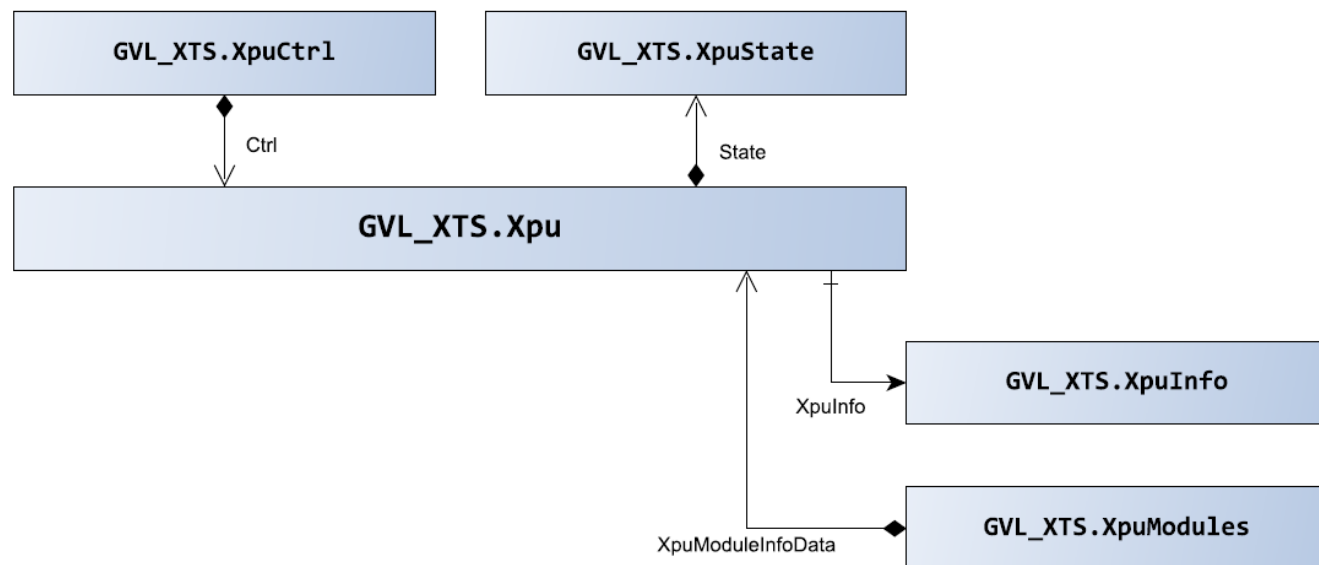 GVL_XTS.XpuCtrl
GVL_XTS.XpuState
Ctrl
State
GVL_XTS.Xpu
GVL_XTS.XpuInfo
XpuInfo
GVL_XTS.XpuModules
XpuModuleInfoData